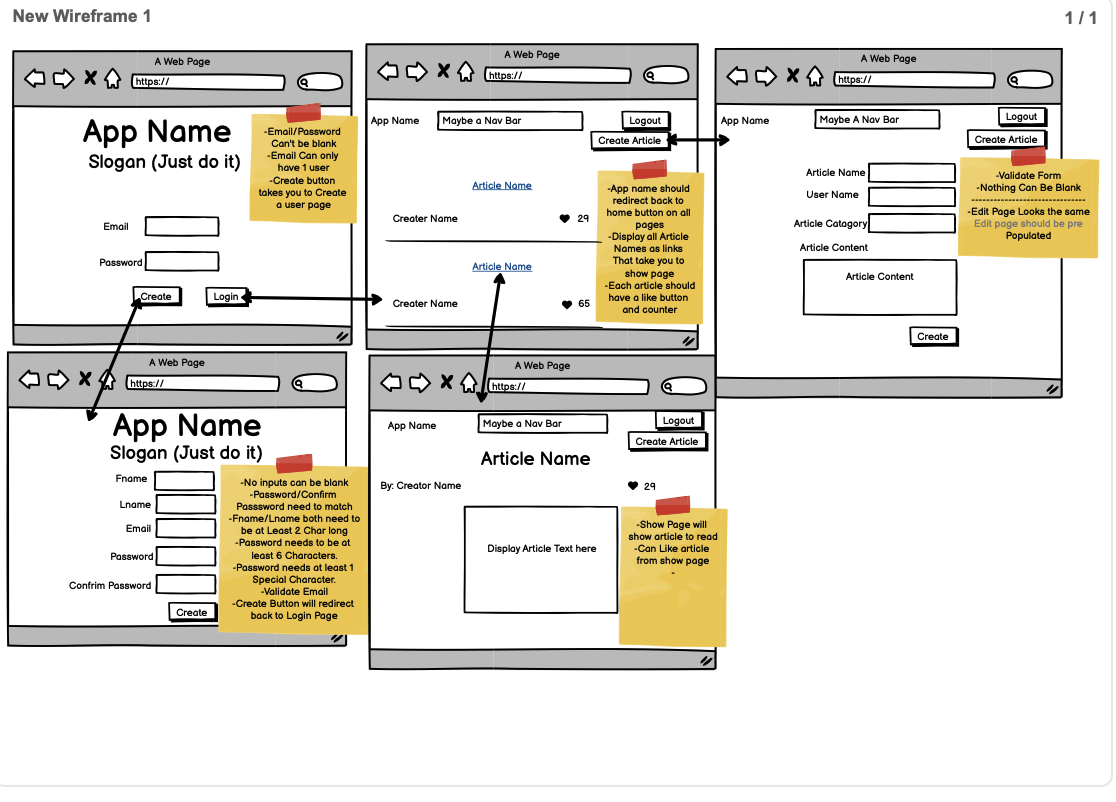 New Wireframe 1
1 / 1
A Web Page
https://
App Name
Slogan (Just do it)
Email
Password
Create
Login
-Email/Password
Can't be blank
-Email Can only
have 1 user
-Create button
takes you to Create
a user page
A Web Page
https://
App Name
Maybe a Nav Bar
Logout
Create Article
Article Name
Creater Name
29
Article Name
Creater Name
65
-App name should
redirect back to
home button on all
pages
-Display all Article
Names as links
That take you to
show page
-Each article should
have a like button
and counter
A Web Page
https://
App Name
Maybe A Nav Bar
Logout
Create Article
Article Name
User Name
Article Catagory
Article Content
Article Content
Create
-Validate Form
-Nothing Can Be Blank
--------------------------------
-Edit Page Looks the same
Edit page should be pre
Populated
A Web Page
https://
App Name
Slogan (Just do it)
Fname
Lname
Email
Password
Confrim Password
Create
-No inputs can be blank
-Password/Confirm
Passsword need to match
-Fname/Lname both need to
be at Least 2 Char long
-Password needs to be at
least 6 Characters.
-Password needs at least 1
Special Character.
-Validate Email
-Create Button will redirect
back to Login Page
A Web Page
https://
App Name
Maybe a Nav Bar
Logout
Create Article
Article Name
By: Creator Name
29
Display Article Text here
-Show Page will
show article to read
-Can Like article
from show page
-